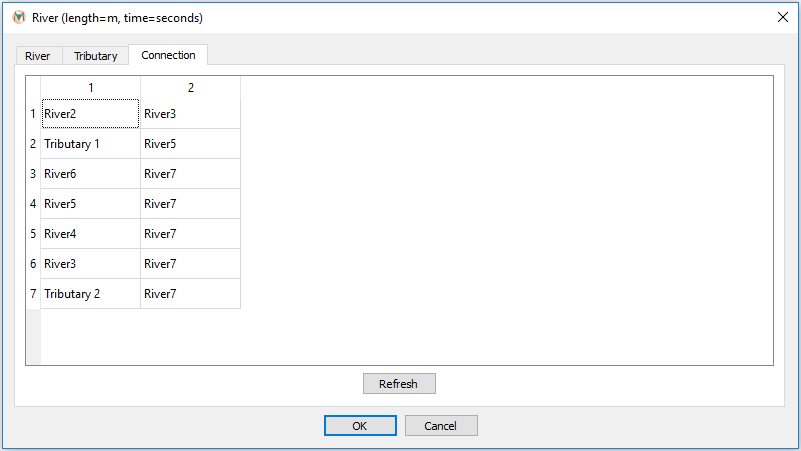 River (length=m, time=seconds)
River Tributary Connection
1 2
1 River2 River3
2 Tributary 1 River5
3 River6 River7
4 River5 River7
5 River4 River7
6 River3 River7
7 Tributary 2 River7
Refresh
OK Cancel